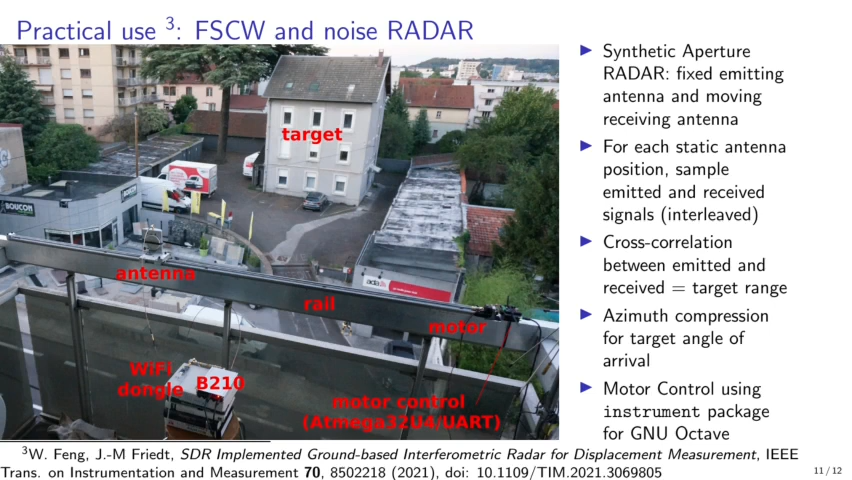 Practical use 3: FSCW and noise RADAR
target
SOUCON
ada
antenna
rail
motor
WiFi
dongle B210
motor control
(Atmega32U4/UART)
Synthetic Aperture
RADAR: fixed emitting
antenna and moving
receiving antenna
For each static antenna
position, sample
emitted and received
signals (interleaved)
Cross-correlation
between emitted and
received = target range
Azimuth compression
for target angle of
arrival
Motor Control using
instrument package
for GNU Octave
3W. Feng, J.-M Friedt, SDR Implemented Ground-based Interferometric Radar for Displacement Measurement, IEEE
Trans. on Instrumentation and Measurement 70, 8502218 (2021), doi: 10.1109/TIM.2021.3069805
11 / 12